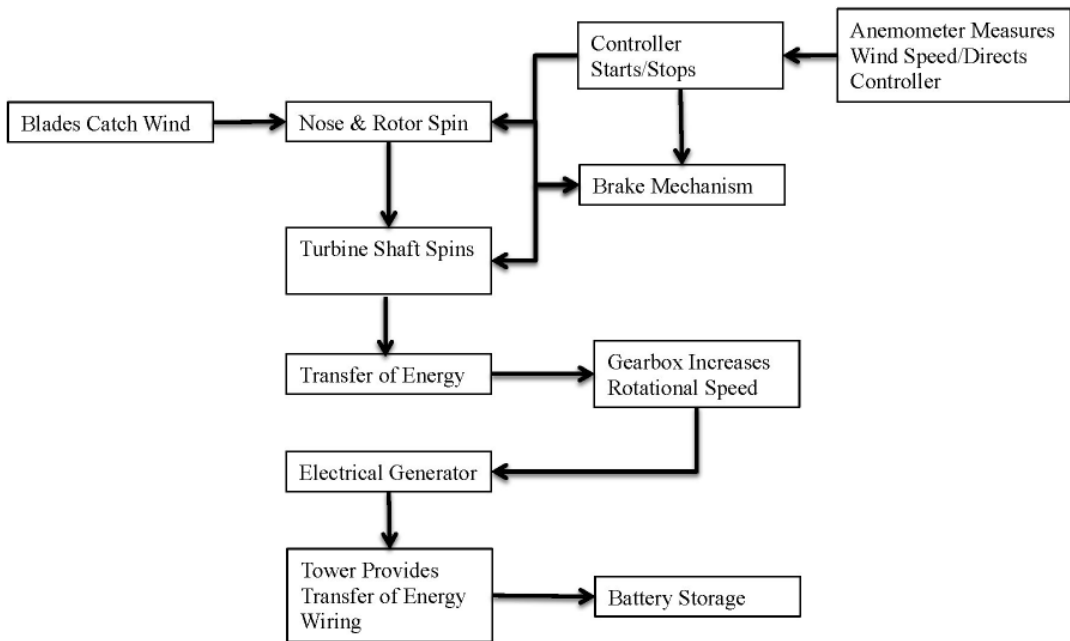 Controller
Starts/Stops
Anemometer Measures
Wind Speed/Directs
Controller
Blades Catch Wind
Nose & Rotor Spin
Brake Mechanism
Turbine Shaft Spins
Transfer of Energy
Gearbox Increases
Rotational Speed
Electrical Generator
Tower Provides
Transfer of Energy
Wiring
Battery Storage